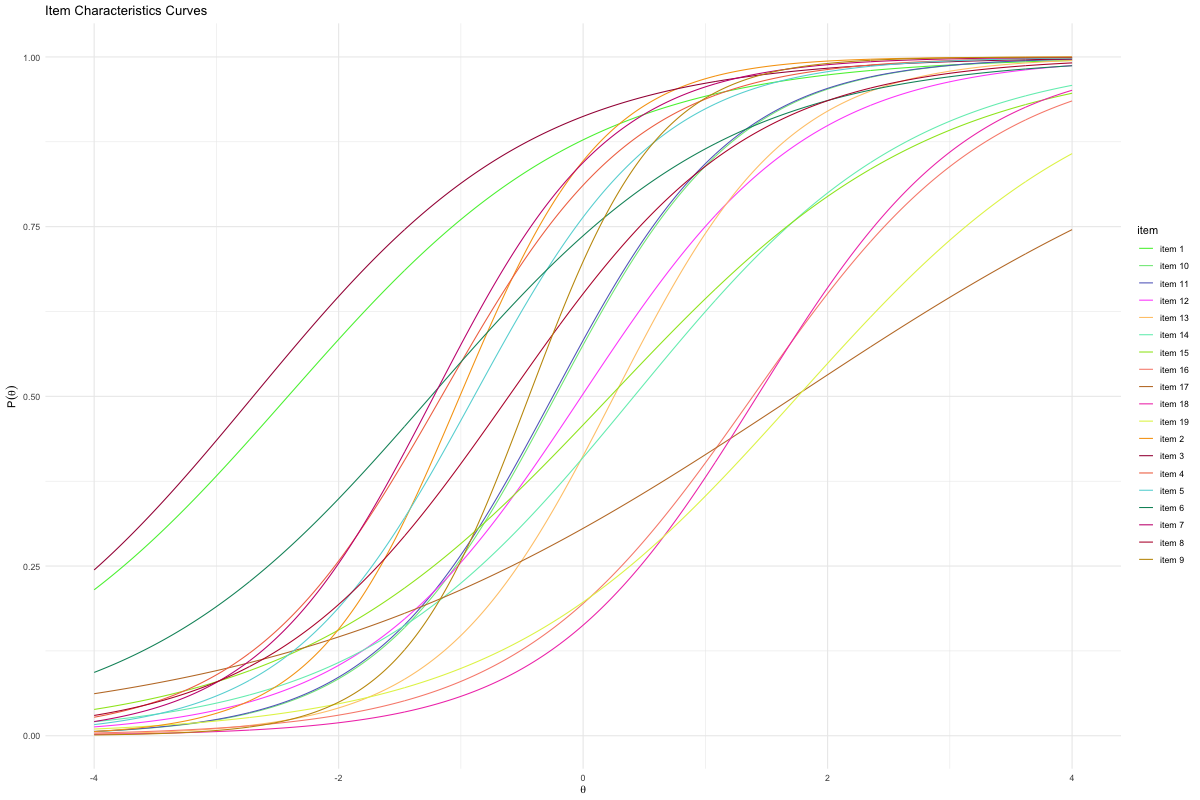 Item Characteristics Curves
1.00
0.75
0.50
0.25
0.00
P(θ)
-4
-2
0
2
4
θ
item
item 1
item 10
item 11
item 12
item 13
item 14
item 15
item 16
item 17
item 18
item 19
item 2
item 3
item 4
item 5
item 6
item 7
item 8
item 9